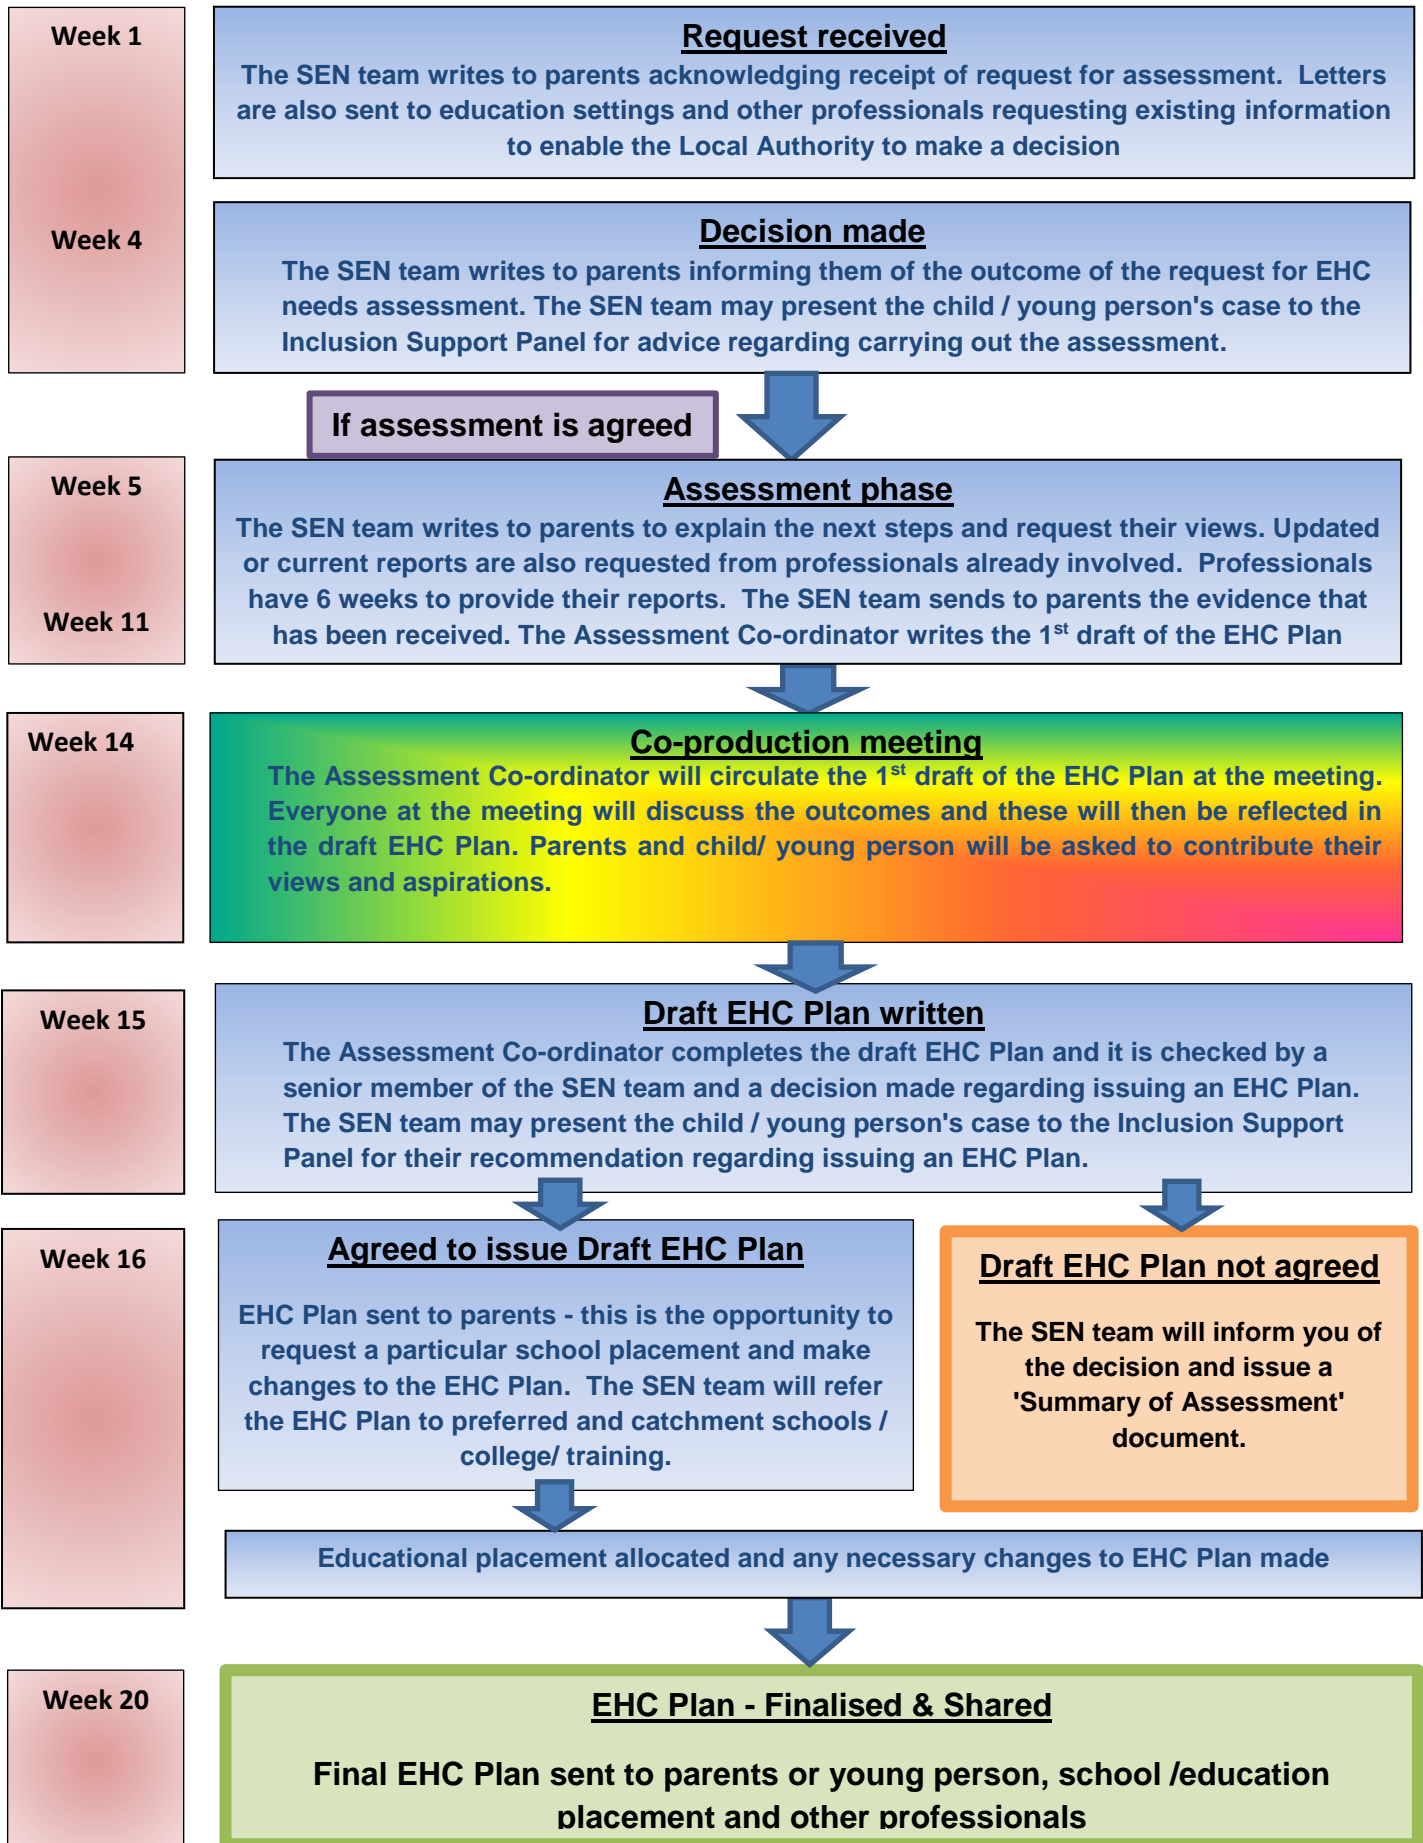 Week 1
Request received
The SEN team writes to parents acknowledging receipt of request for assessment.  Letters
are also sent to education settings and other professionals requesting existing information
to enable the Local Authority to make a decision
Week 4
Decision made
The SEN team writes to parents informing them of the outcome of the request for EHC
needs assessment. The SEN team may present the child / young person's case to the
Inclusion Support Panel for advice regarding carrying out the assessment.
If assessment is agreed
Week 5
Assessment phase
The SEN team writes to parents to explain the next steps and request their views. Updated
or current reports are also requested from professionals already involved.  Professionals
have 6 weeks to provide their reports.  The SEN team sends to parents the evidence that
Week 11
has been received. The Assessment Co-ordinator writes the 1st draft of the EHC Plan
Week 14
Co-production meeting
The Assessment Co-ordinator will circulate the 1st draft of the EHC Plan at the meeting.
Everyone at the meeting will discuss the outcomes and these will then be reflected in
the draft EHC Plan. Parents and child/ young person will be asked to contribute their
views and aspirations.
Week 15
Draft EHC Plan written
The Assessment Co-ordinator completes the draft EHC Plan and it is checked by a
senior member of the SEN team and a decision made regarding issuing an EHC Plan.
The SEN team may present the child / young person's case to the Inclusion Support
Panel for their recommendation regarding issuing an EHC Plan.
Week 16
Agreed to issue Draft EHC Plan
EHC Plan sent to parents - this is the opportunity to
request a particular school placement and make
changes to the EHC Plan.  The SEN team will refer
the EHC Plan to preferred and catchment schools /
college/ training.
Draft EHC Plan not agreed
The SEN team will inform you of
the decision and issue a
'Summary of Assessment'
document.
Educational placement allocated and any necessary changes to EHC Plan made
Week 20
EHC Plan - Finalised & Shared
Final EHC Plan sent to parents or young person, school /education
placement and other professionals